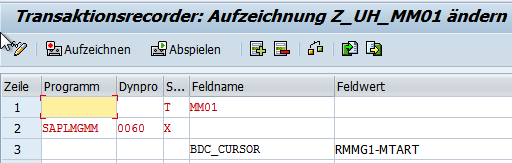 Transaktionsrecorder: Aufzeichnung Z_UH_MM01 ändern
Aufzeichnen Abspielen
Zeile Programm Dynpro S... Feldname Feldwert
1 T MM01
2 SAPLMGMM 0060 X
3 BDC_CURSOR RMMG1-MTART